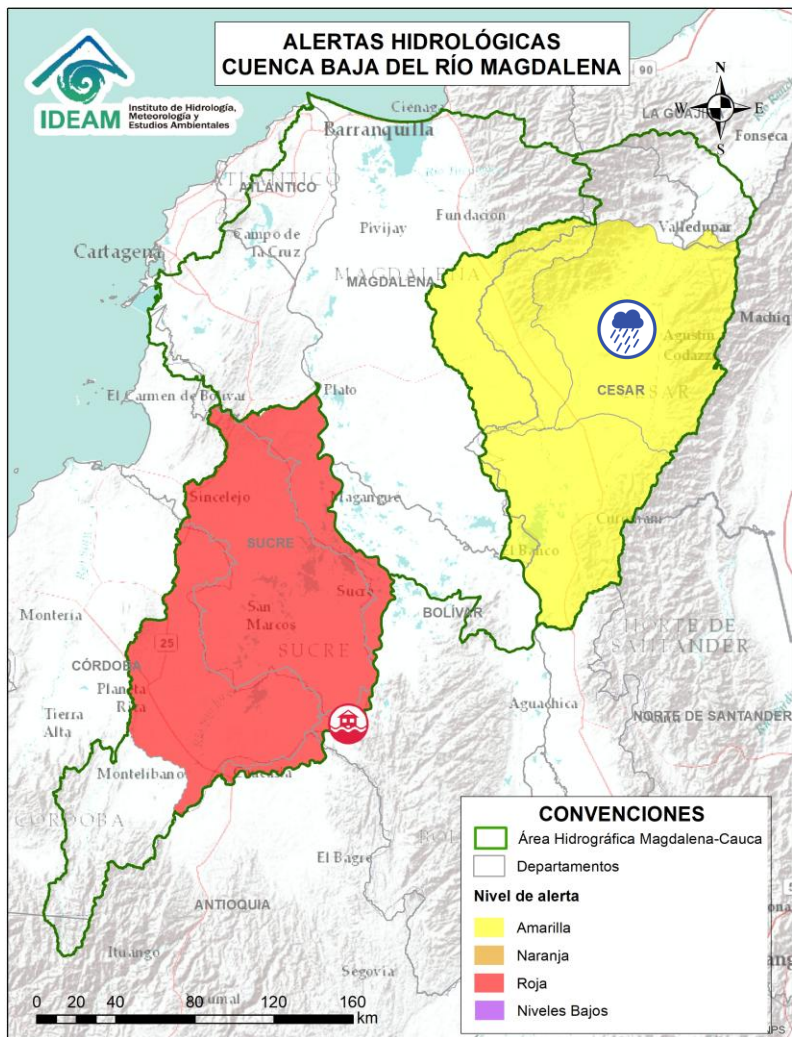 ALERTAS HIDROLÓGICAS
CUENCA BAJA DEL RÍO MAGDALENA
IDEAM
Instituto de Hidrología,
Meteorología y
Estudios Ambientales
N
W
E
S
90
Ciénaga
LA GUAJIRA
Barranquilla
Fonseca
ATLÁNTICO
Fundación
Pivijay
Valledupar
Campo de
la Cruz
Cartagena
MAGDALENA
MAGDALENA
Machiq
Agustín
Codazzi
CESAR
El Carmen de Bolívar
Plato
Sincelejo
Magangué
SUCRE
El Banco
Sucre
San
Marcos
BOLÍVAR
Montería
SUCRE
NORTE DE
SANTANDER
25
CÓRDOBA
Planeta
Rica
Tierra
Alta
Aguachica
NORTE DE SANTANDER
Montelíbano
CÓRDOBA
El Bagre
ANTIOQUIA
Ituango
Segovia
CONVENCIONES
Área Hidrográfica Magdalena-Cauca
Departamentos
Nivel de alerta
Amarilla
Naranja
Roja
Niveles Bajos
0 20 40 80 120 160
km